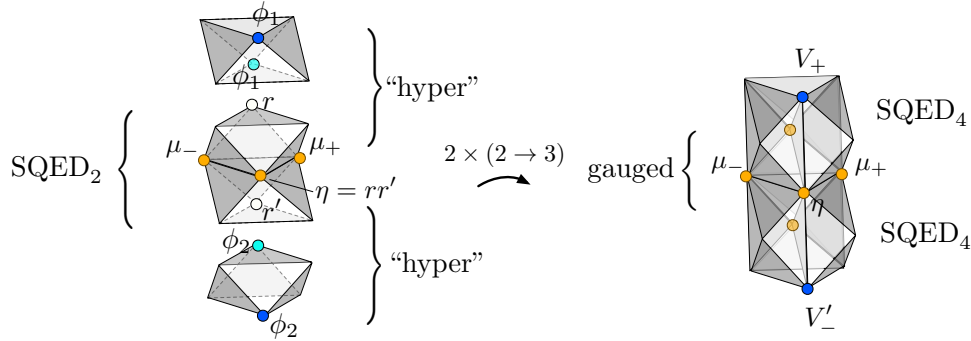 ϕ₁
ϕ₁
"hyper"
r
SQED₂
μ₋
μ₊
η = rr′
r′
ϕ₂
"hyper"
ϕ₂
2 × (2 → 3)
V₊
SQED₄
gauged
μ₋
μ₊
η
SQED₄
V′₋